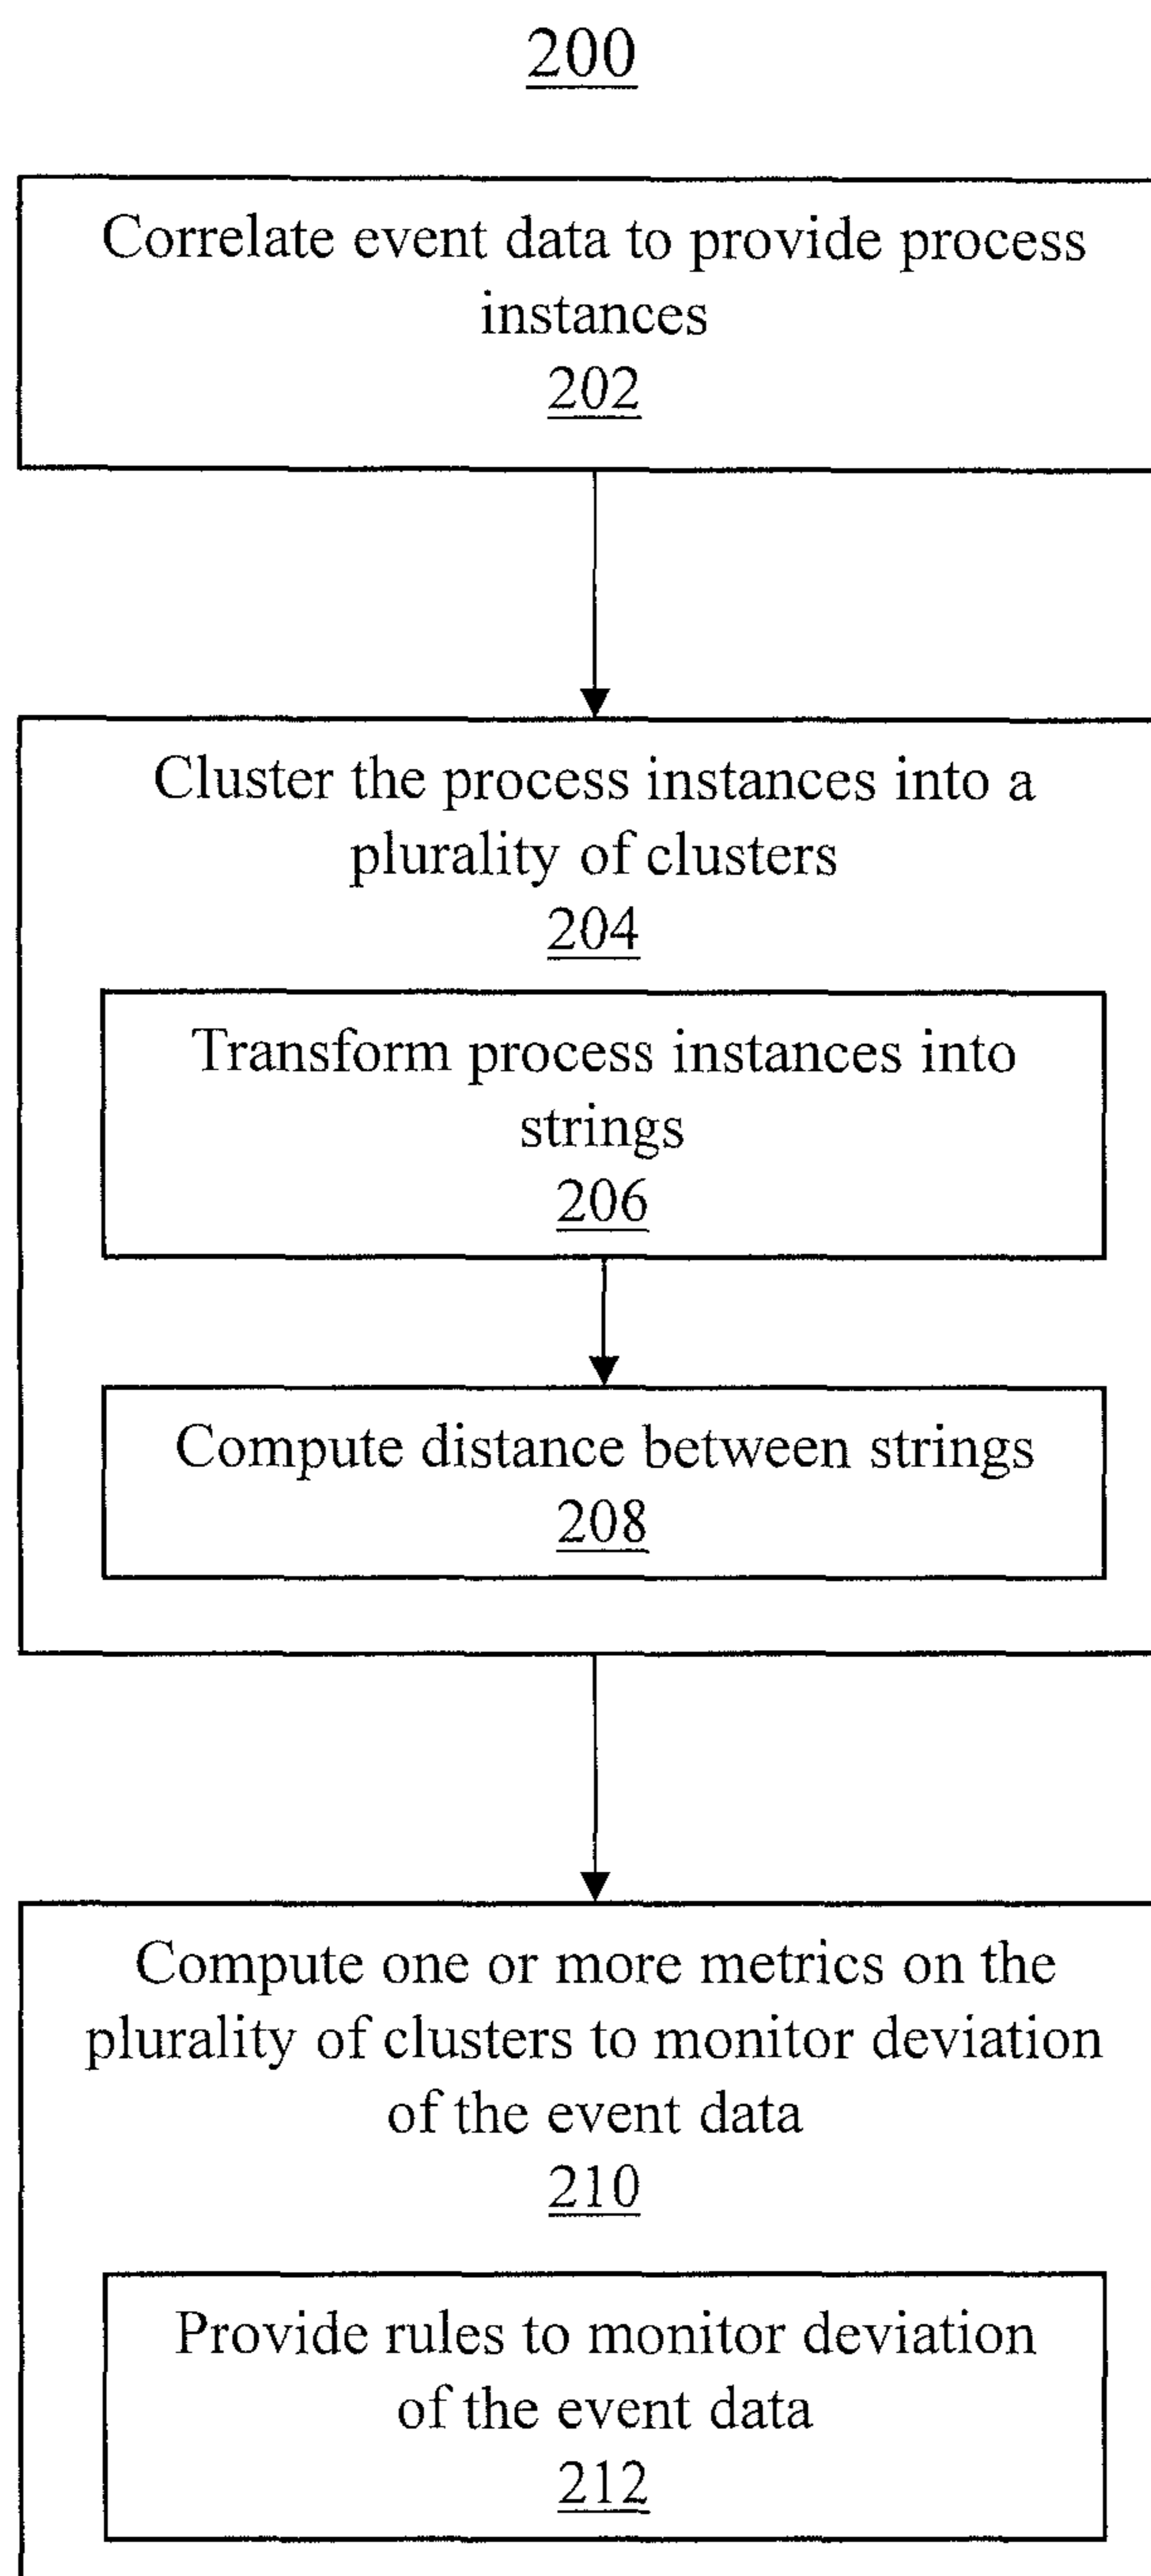 200
Correlate event data to provide process
instances
202
Cluster the process instances into a
plurality of clusters
204
Transform process instances into
strings
206
Compute distance between strings
208
Compute one or more metrics on the
plurality of clusters to monitor deviation
of the event data
210
Provide rules to monitor deviation
of the event data
212